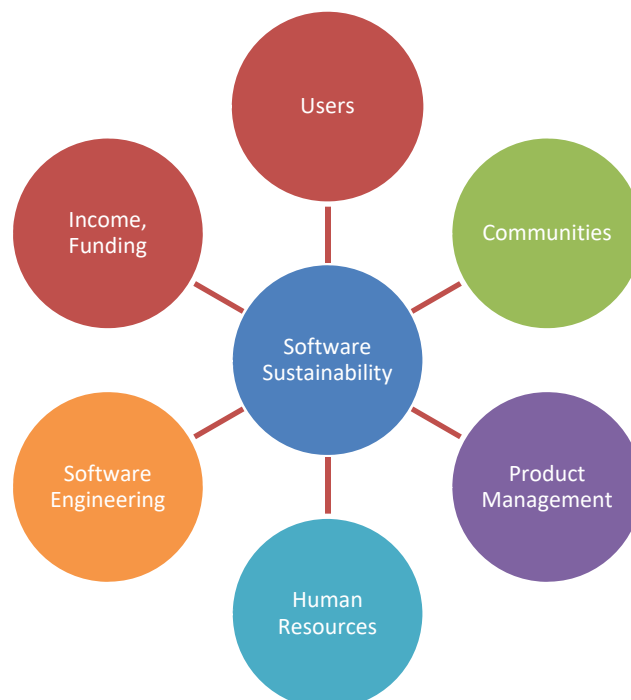 Users
Income,
Funding
Communities
Software
Sustainability
Software
Engineering
Product
Management
Human
Resources